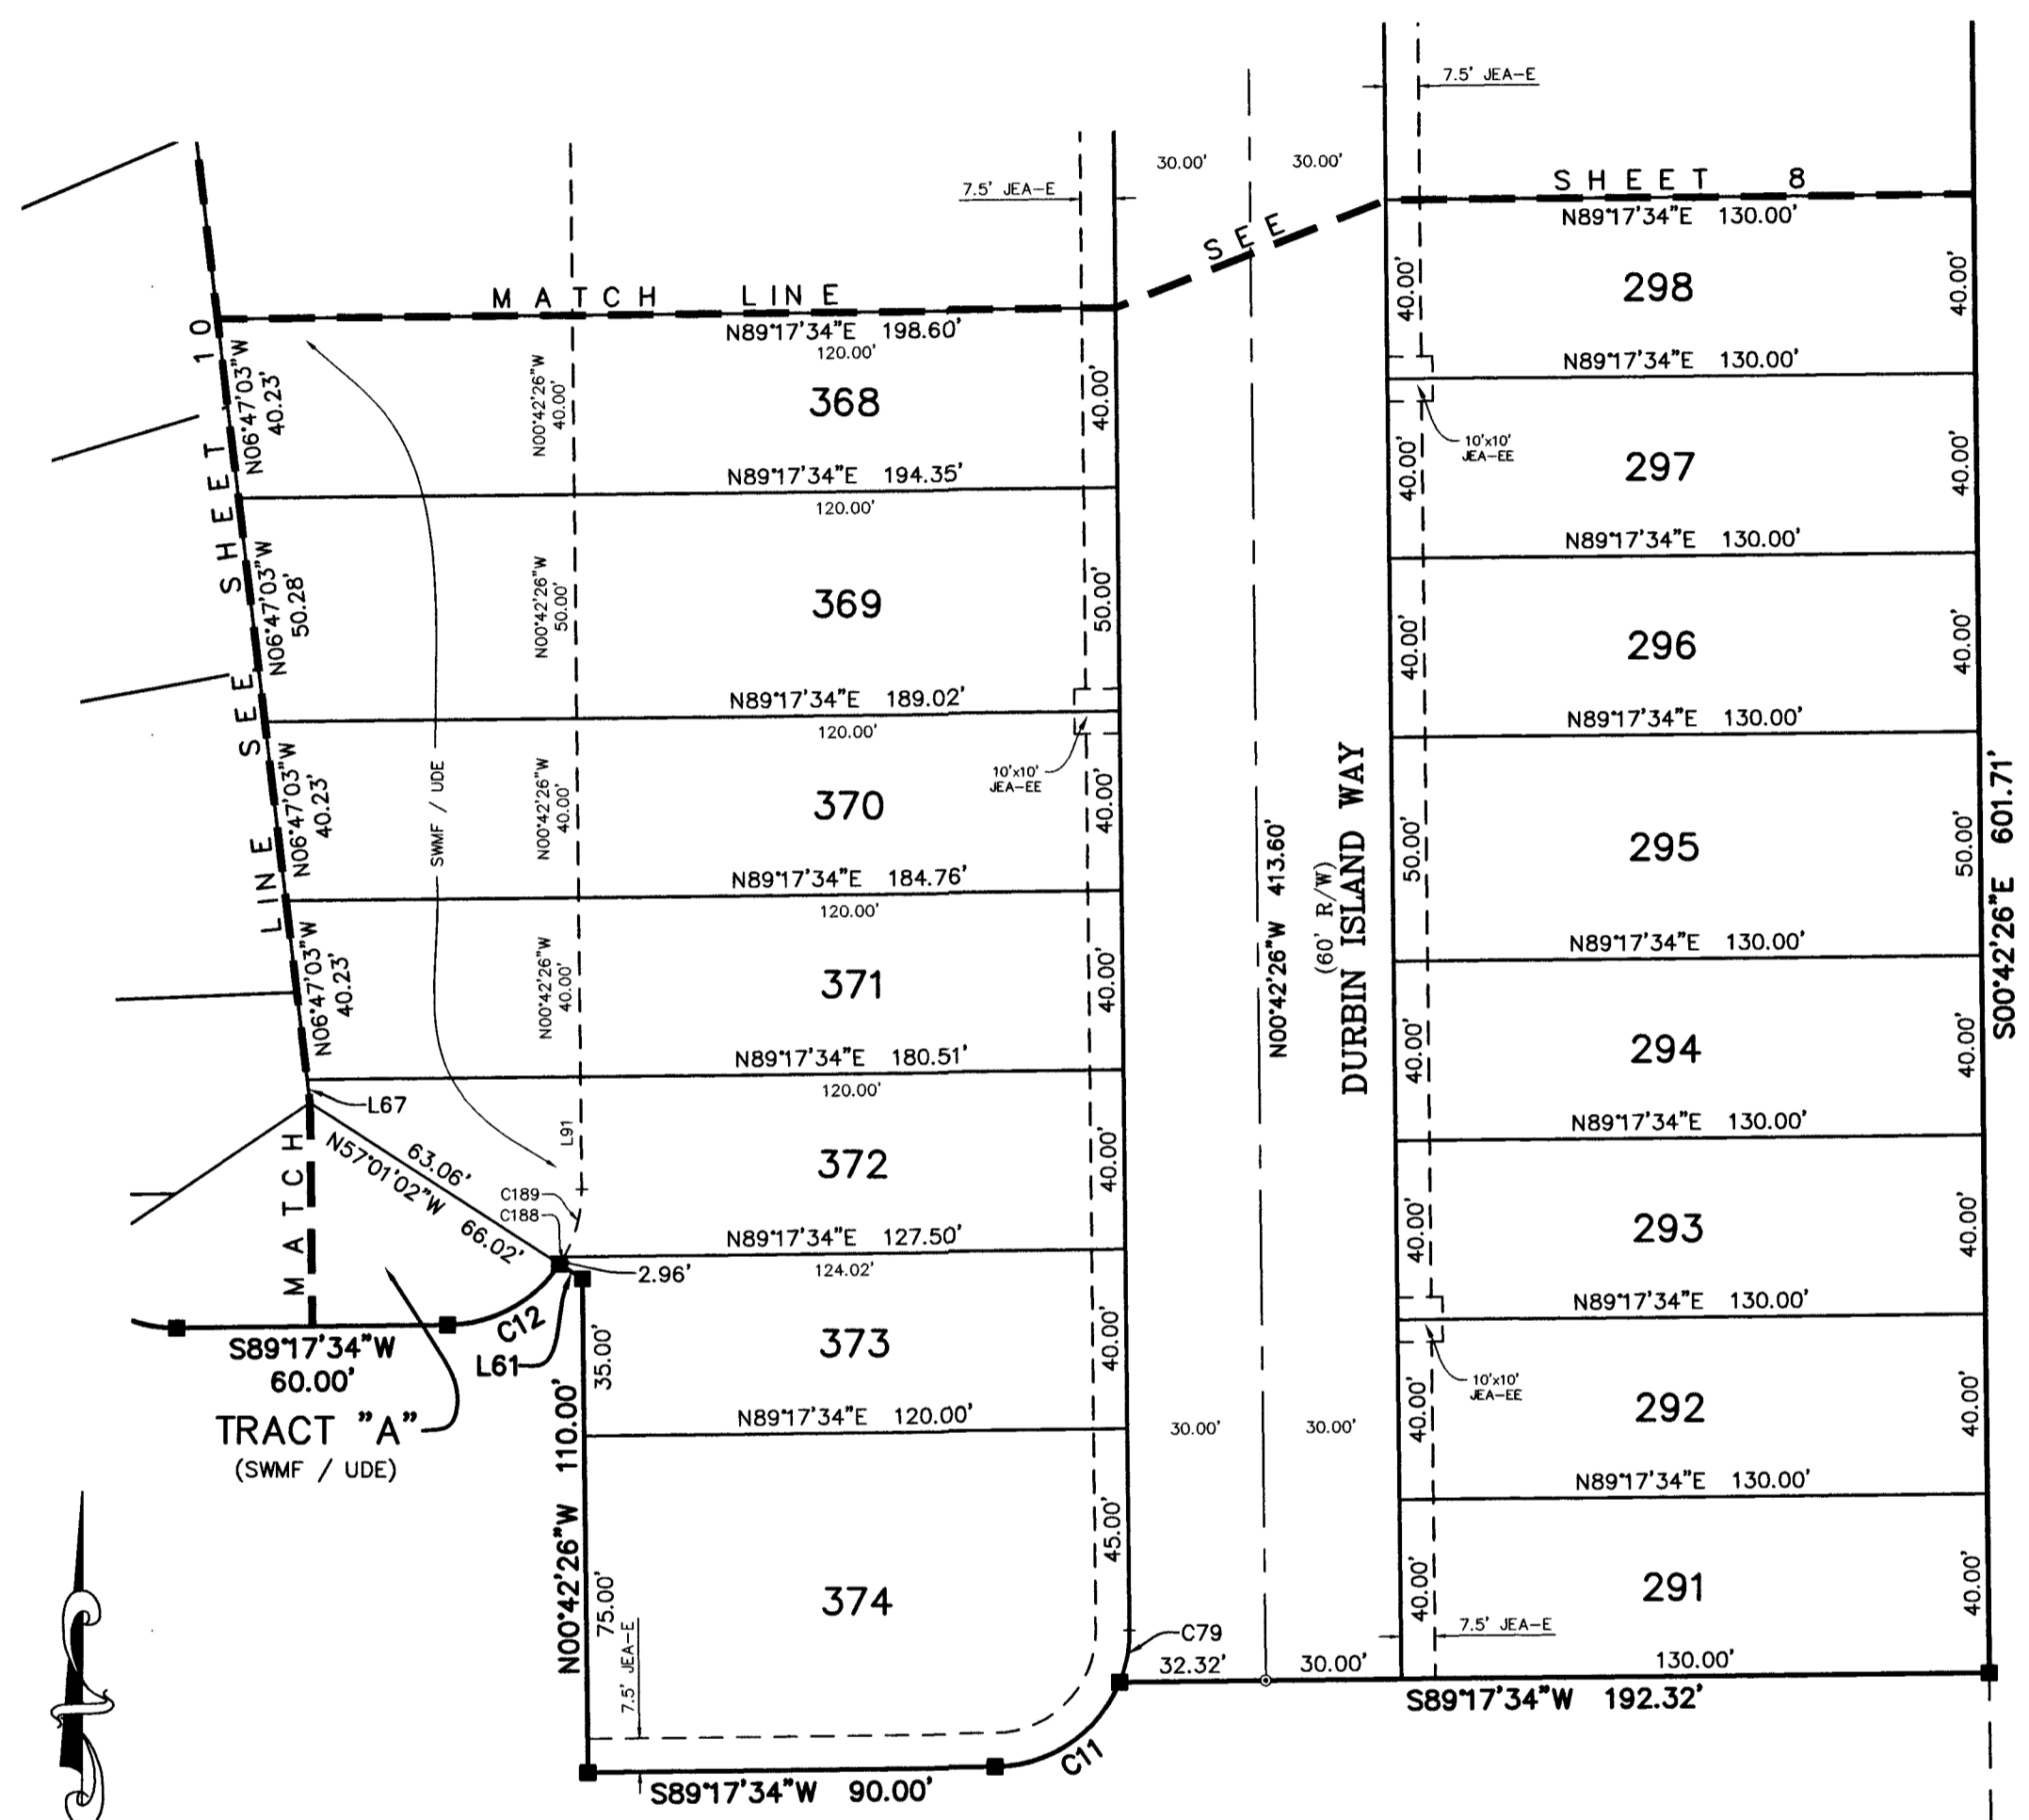 7.5' JEA-E
30.00'
30.00'
7.5' JEA-E
SEE SHEET 8
N89°17'34"E 130.00'
40.00'
298
40.00'
MATCH LINE
N89°17'34"E 198.60'
120.00'
MATCH LINE SEE SHEET 10
N06°47'03"W
40.23'
N00°42'26"W
40.00'
368
40.00'
N89°17'34"E 130.00'
10'x10'
JEA-EE
40.00'
297
40.00'
N89°17'34"E 194.35'
120.00'
N06°47'03"W
50.28'
N00°42'26"W
50.00'
369
50.00'
N89°17'34"E 130.00'
40.00'
296
40.00'
N89°17'34"E 189.02'
120.00'
10'x10'
JEA-EE
N89°17'34"E 130.00'
SWMF / UDE
N06°47'03"W
40.23'
N00°42'26"W
40.00'
370
40.00'
50.00'
295
50.00'
S00°42'26"E 601.71'
N00°42'26"W 413.60'
(60' R/W)
DURBIN ISLAND WAY
N89°17'34"E 184.76'
120.00'
N89°17'34"E 130.00'
N06°47'03"W
40.23'
N00°42'26"W
40.00'
371
40.00'
40.00'
294
40.00'
N89°17'34"E 180.51'
120.00'
L67
N89°17'34"E 130.00'
L91
63.06'
N57°01'02"W 66.02'
372
40.00'
C189
C188
40.00'
293
40.00'
N89°17'34"E 127.50'
124.02'
2.96'
N89°17'34"E 130.00'
C12
L61
S89°17'34"W
60.00'
35.00'
373
40.00'
10'x10'
JEA-EE
40.00'
292
40.00'
TRACT "A"
(SWMF / UDE)
N00°42'26"W 110.00'
N89°17'34"E 120.00'
30.00'
30.00'
N89°17'34"E 130.00'
45.00'
75.00'
374
7.5' JEA-E
40.00'
291
40.00'
7.5' JEA-E
C79
32.32'
30.00'
130.00'
S89°17'34"W 192.32'
C11
S89°17'34"W 90.00'